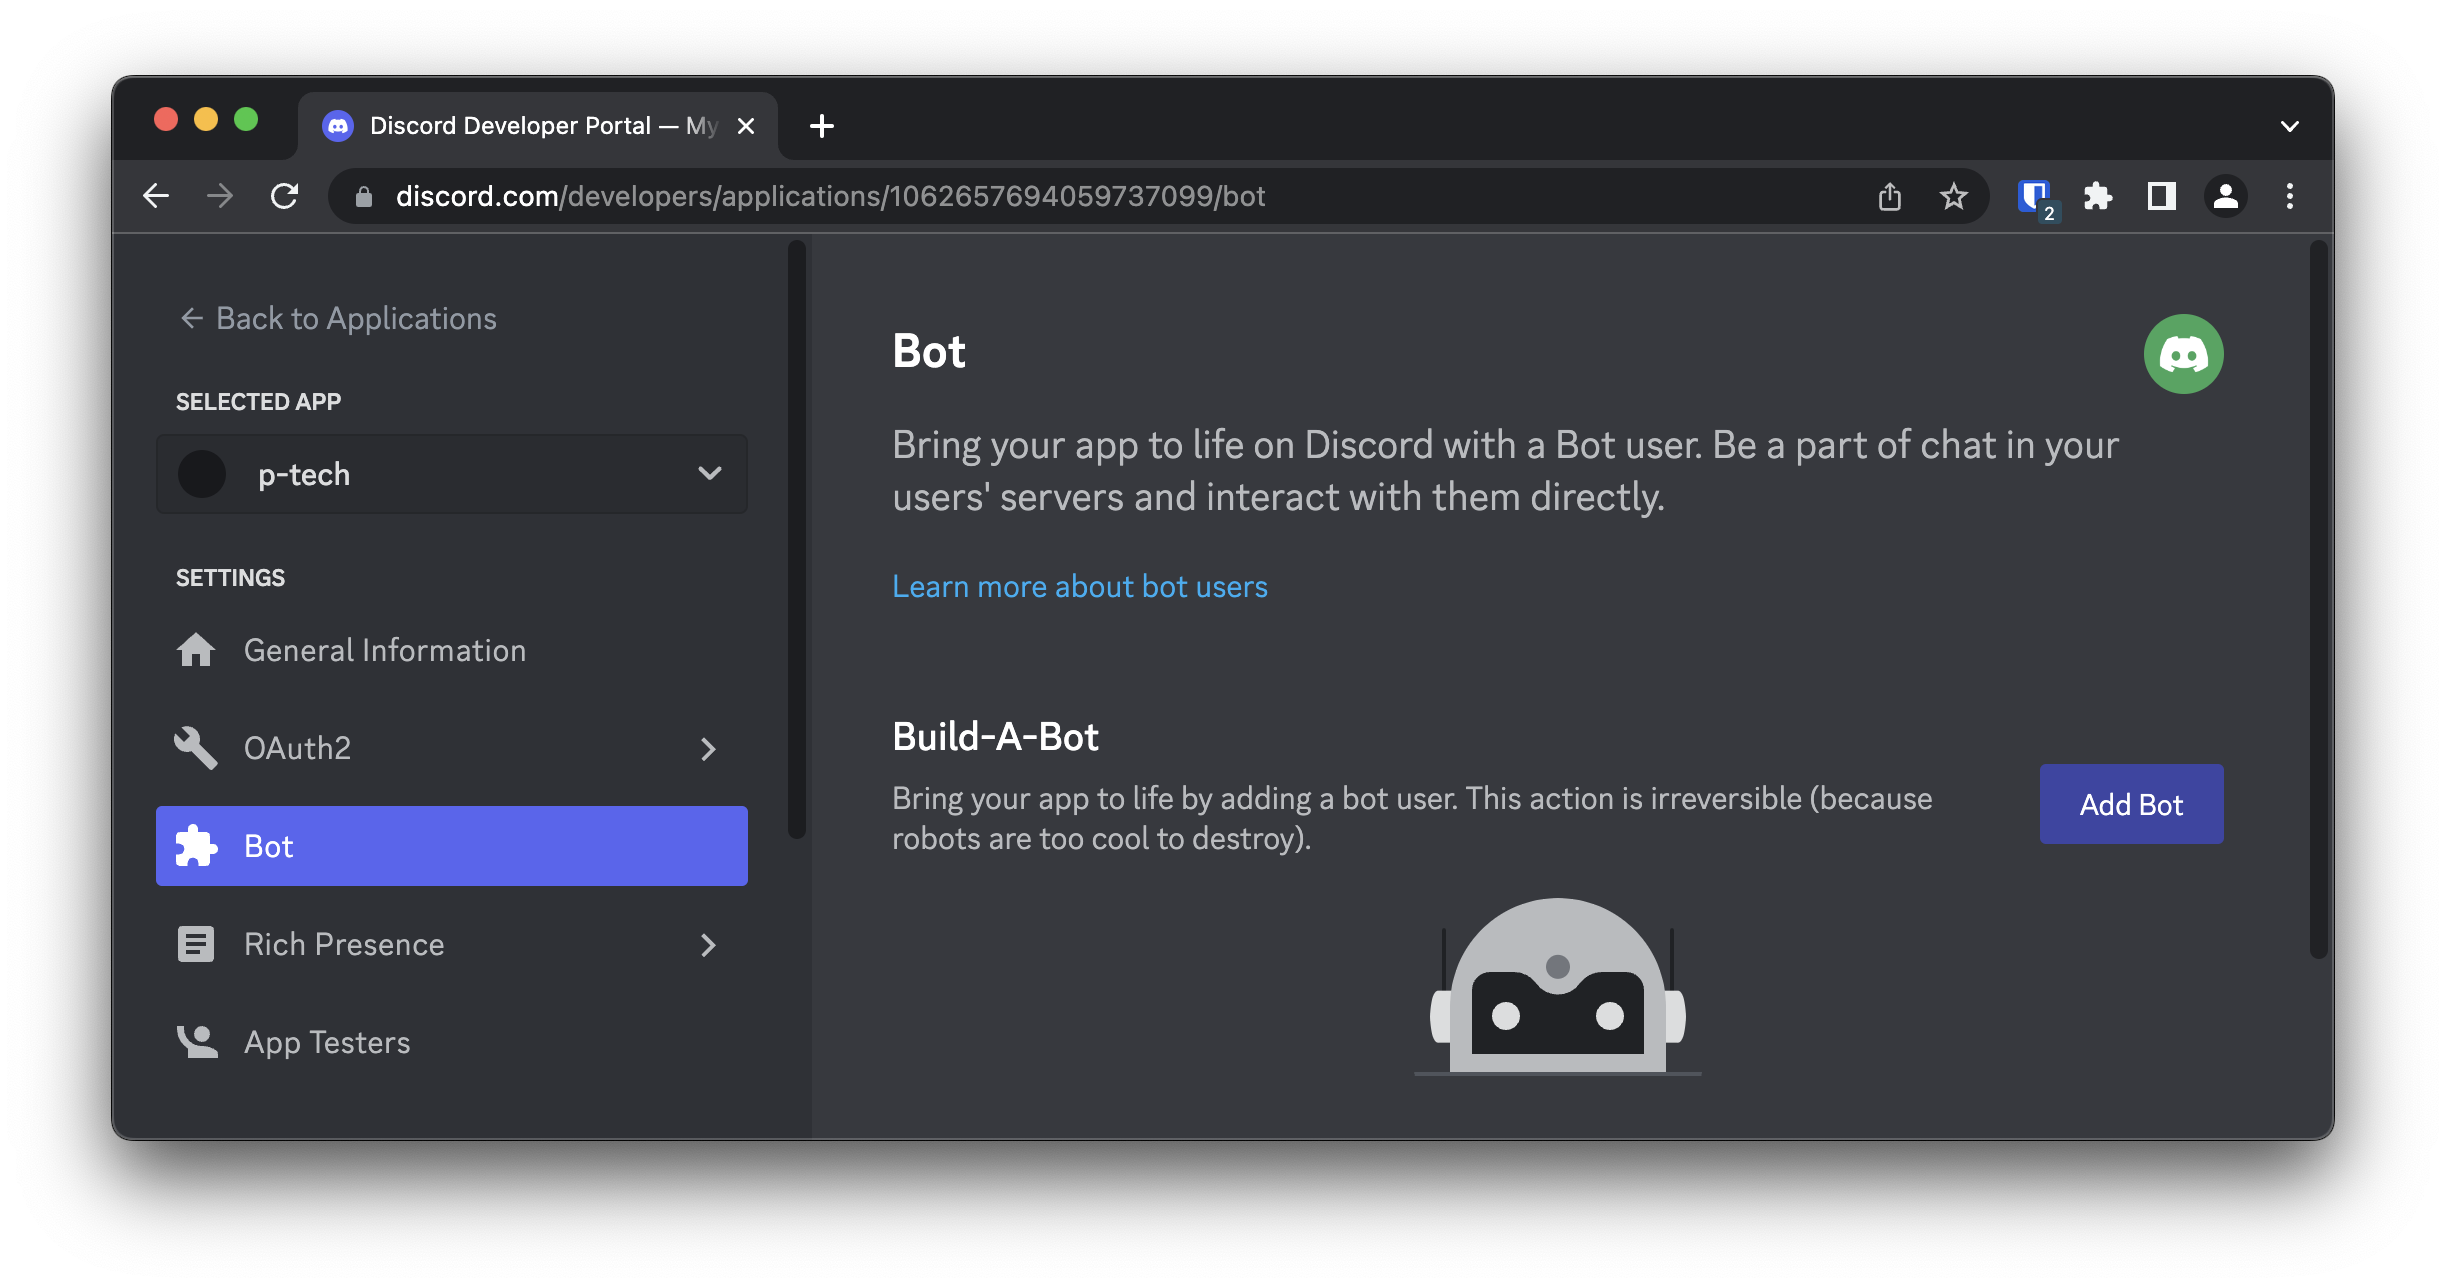 Discord Developer Portal — My
discord.com/developers/applications/1062657694059737099/bot
2
Back to Applications
SELECTED APP
p-tech
SETTINGS
General Information
OAuth2
Bot
Rich Presence
App Testers
Bot
Bring your app to life on Discord with a Bot user. Be a part of chat in your
users' servers and interact with them directly.
Learn more about bot users
Build-A-Bot
Bring your app to life by adding a bot user. This action is irreversible (because
robots are too cool to destroy).
Add Bot